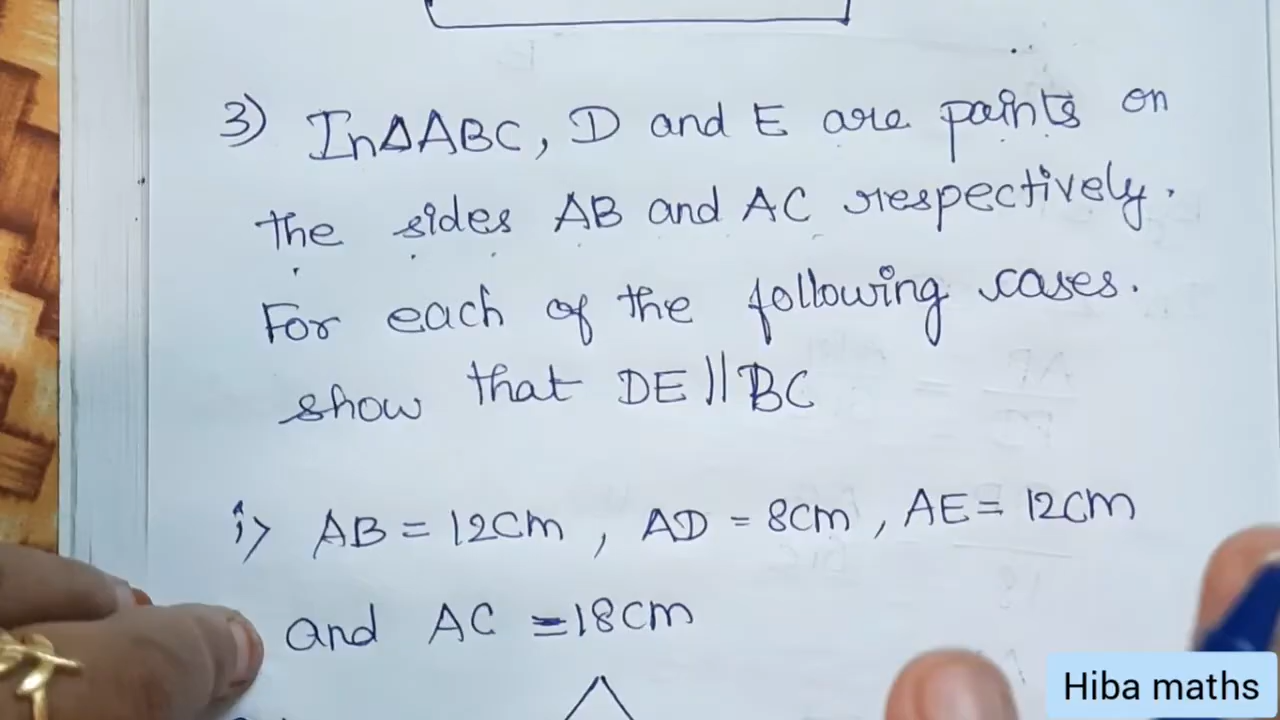 3) In△ABC, D and E are points on
the sides AB and AC respectively.
For each of the following cases.
show that DE||BC
i) AB = 12cm, AD = 8cm, AE = 12cm
and AC = 18cm
Hiba maths